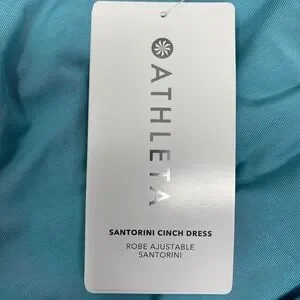 ATHLETA
SANTORINI CINCH DRESS
ROBE AJUSTABLE
SANTORINI